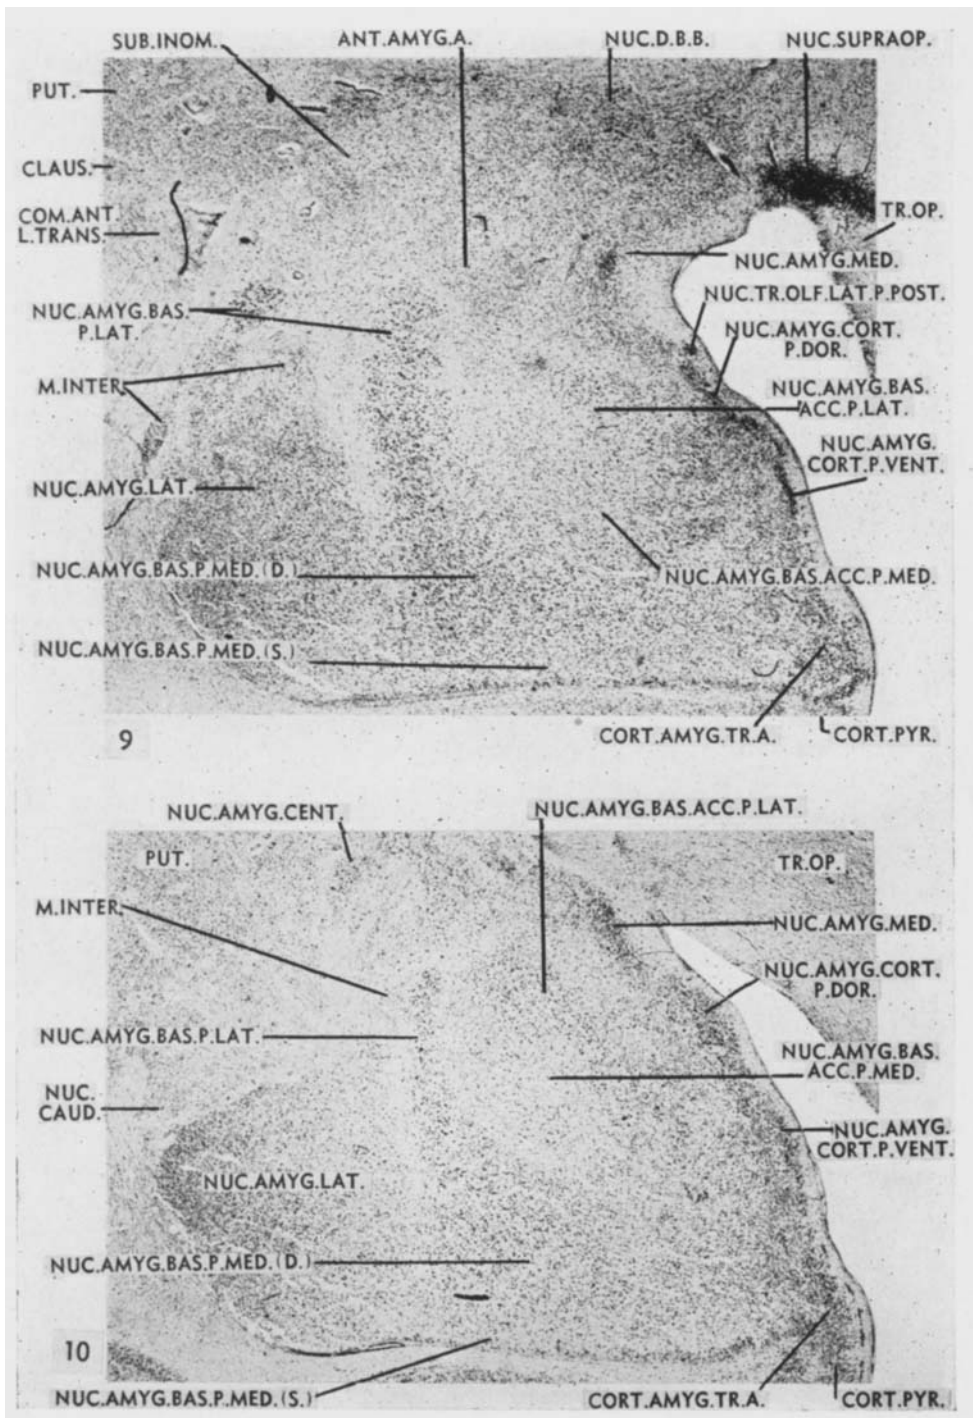 SUB.INOM.
ANT.AMYG.A.
NUC.D.B.B.
NUC.SUPRAOP.
PUT.
CLAUS.
COM.ANT.
L.TRANS.
TR.OP.
NUC.AMYG.MED.
NUC.TR.OLF.LAT.P.POST.
NUC.AMYG.BAS.
P.LAT.
NUC.AMYG.CORT.
P.DOR.
M.INTER.
NUC.AMYG.BAS.
ACC.P.LAT.
NUC.AMYG.
CORT.P.VENT.
NUC.AMYG.LAT.
NUC.AMYG.BAS.P.MED.(D.)
NUC.AMYG.BAS.ACC.P.MED.
NUC.AMYG.BAS.P.MED.(S.)
9
CORT.AMYG.TR.A.
CORT.PYR.
NUC.AMYG.CENT.
NUC.AMYG.BAS.ACC.P.LAT.
PUT.
TR.OP.
M.INTER.
NUC.AMYG.MED.
NUC.AMYG.CORT.
P.DOR.
NUC.AMYG.BAS.P.LAT.
NUC.AMYG.BAS.
ACC.P.MED.
NUC.
CAUD.
NUC.AMYG.
CORT.P.VENT.
NUC.AMYG.LAT.
NUC.AMYG.BAS.P.MED.(D.)
10
NUC.AMYG.BAS.P.MED.(S.)
CORT.AMYG.TR.A.
CORT.PYR.